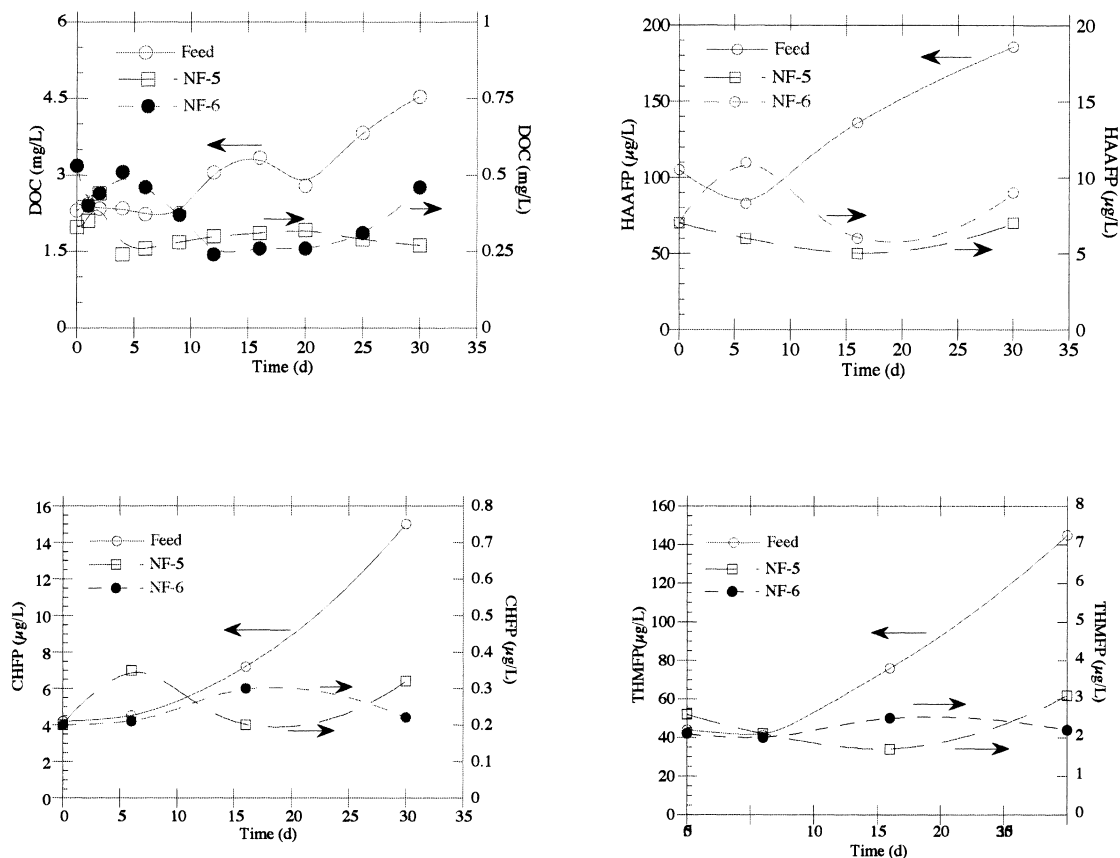 6 1 200 20
Feed
NF-5
NF-6
4.5 0.75
3 0.5
1.5 0.25
0 0
DOC (mg/L)
DOC (mg/L)
0 5 10 15 20 25 30 35
Time (d)
Feed
NF-5
NF-6
150 15
100 10
50 5
0 0
HAAFP (µg/L)
HAAFP (µg/L)
0 5 10 15 20 25 30 35
Time (d)
16 0.8
14 0.7
12 0.6
10 0.5
8 0.4
6 0.3
4 0.2
2 0.1
0 0
Feed
NF-5
NF-6
CHFP (µg/L)
CHFP (µg/L)
0 5 10 15 20 25 30 35
Time (d)
160 8
140 7
120 6
100 5
80 4
60 3
40 2
20 1
0 0
Feed
NF-5
NF-6
THMFP(µg/L)
THMFP (µg/L)
5 10 15 20
Time (d)